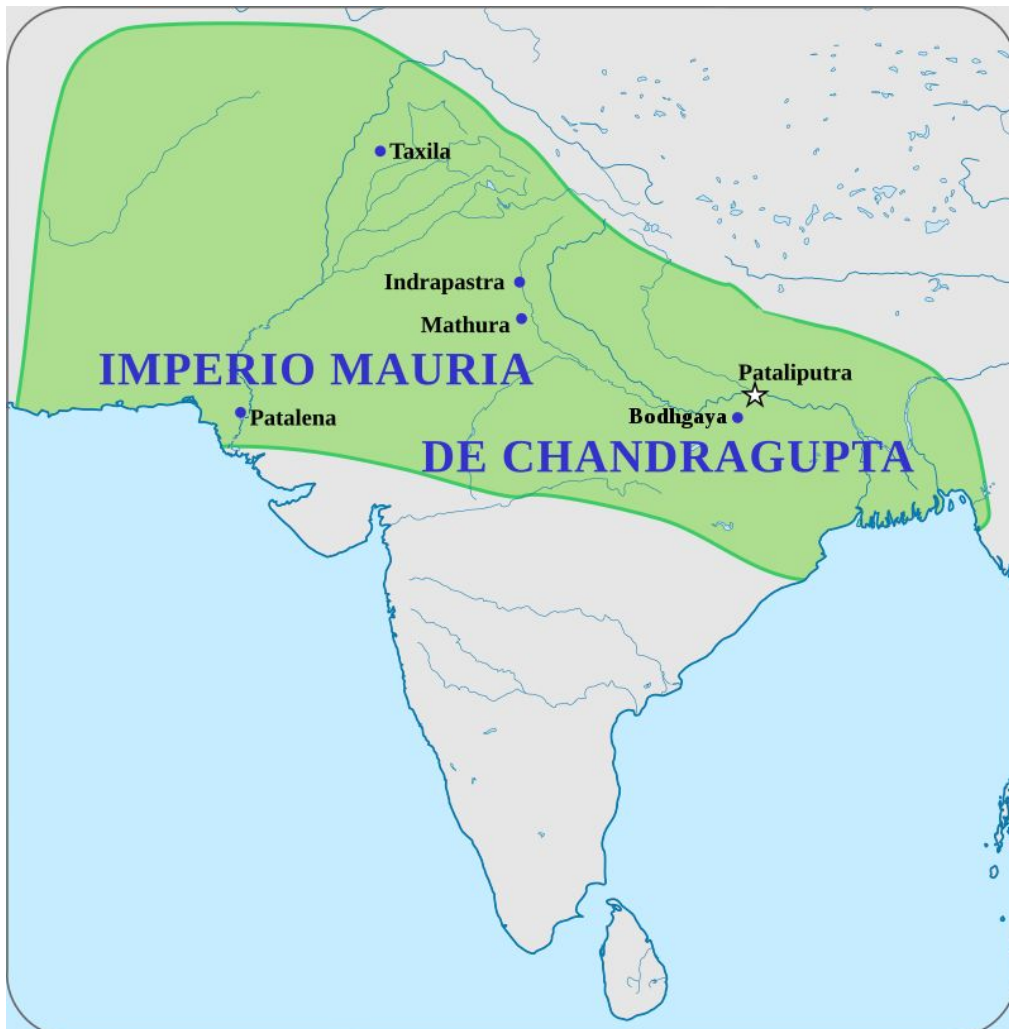 Taxila
Indrapastra
Mathura
IMPERIO MAURIA
Pataliputra
Patalena
Bodhgaya
DE CHANDRAGUPTA